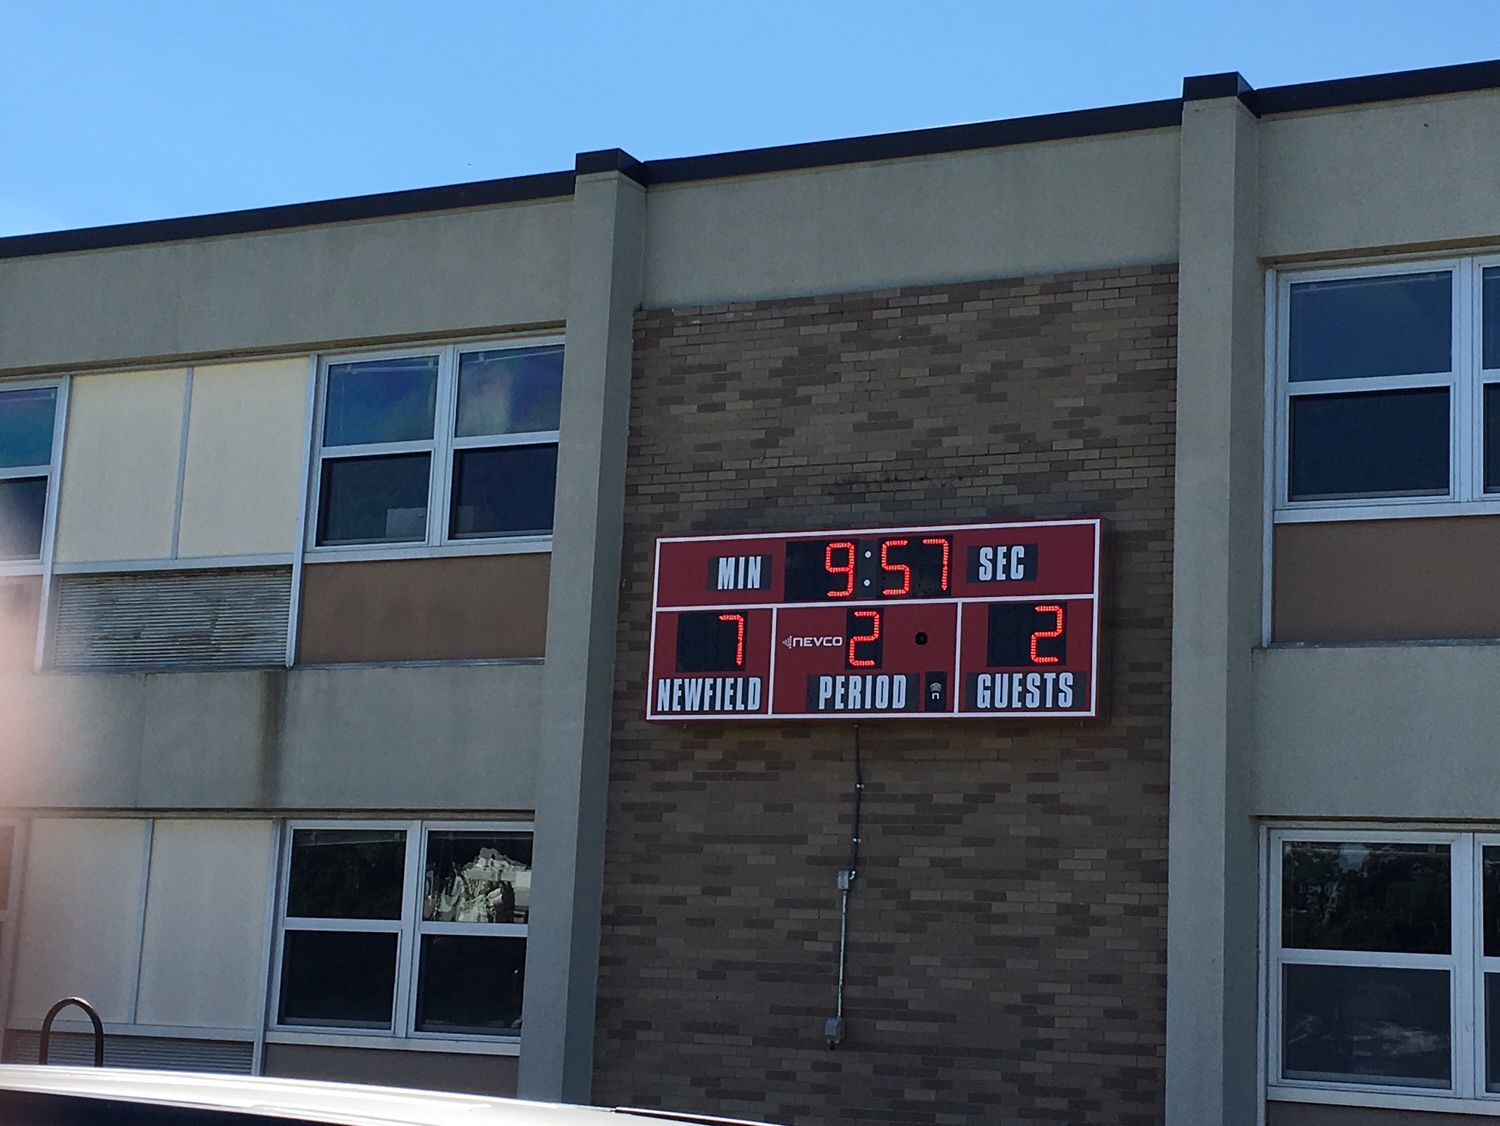 MIN 9:57 SEC
7 NEVCO 2 2
NEWFIELD PERIOD n GUESTS